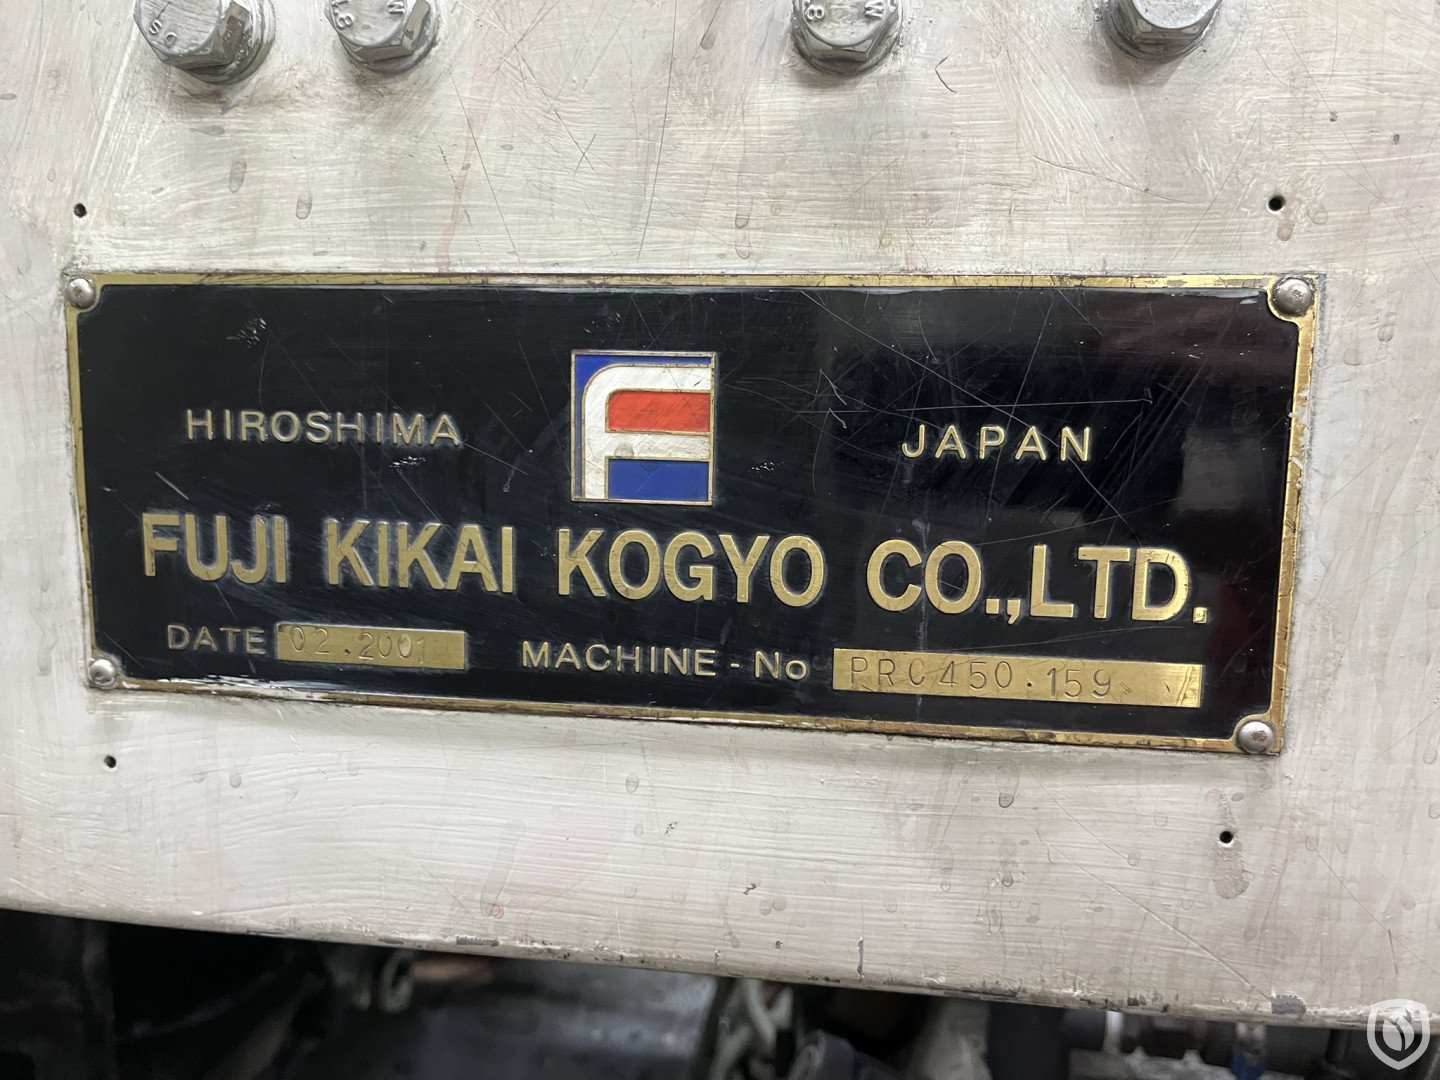 HIROSHIMA JAPAN
FUJI KIKAI KOGYO CO.,LTD.
DATE 02.2001 MACHINE-No PRC450.159